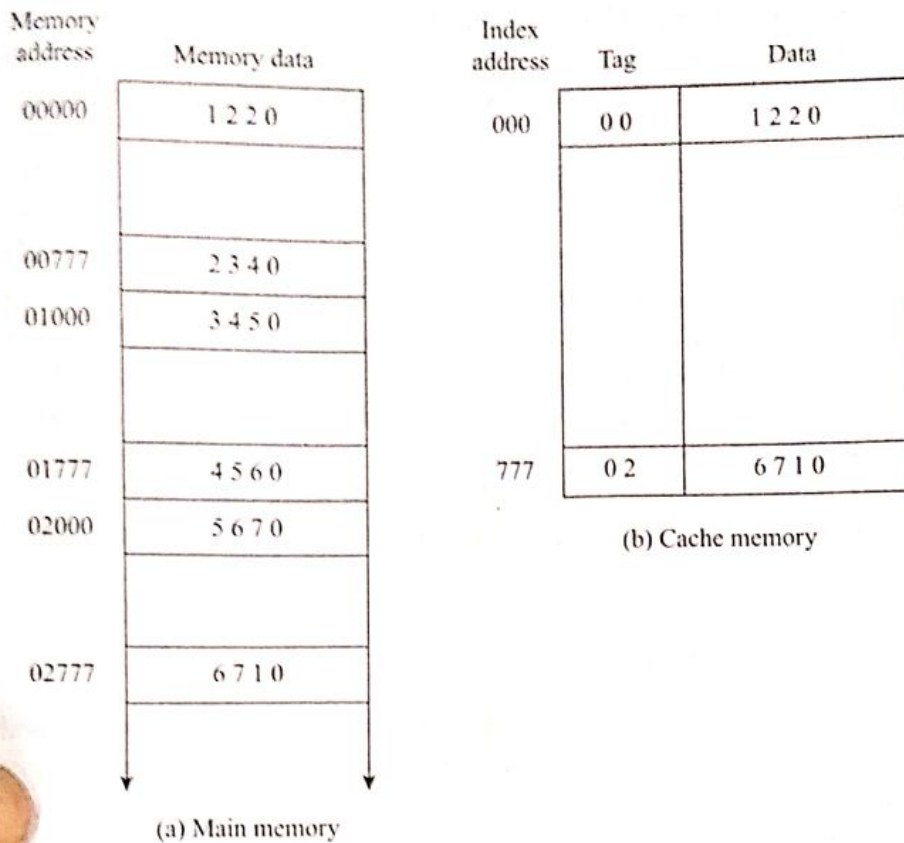 Memory
address Memory data
00000 1 2 2 0
00777 2 3 4 0
01000 3 4 5 0
01777 4 5 6 0
02000 5 6 7 0
02777 6 7 1 0
(a) Main memory
Index
address Tag Data
000 0 0 1 2 2 0
777 0 2 6 7 1 0
(b) Cache memory